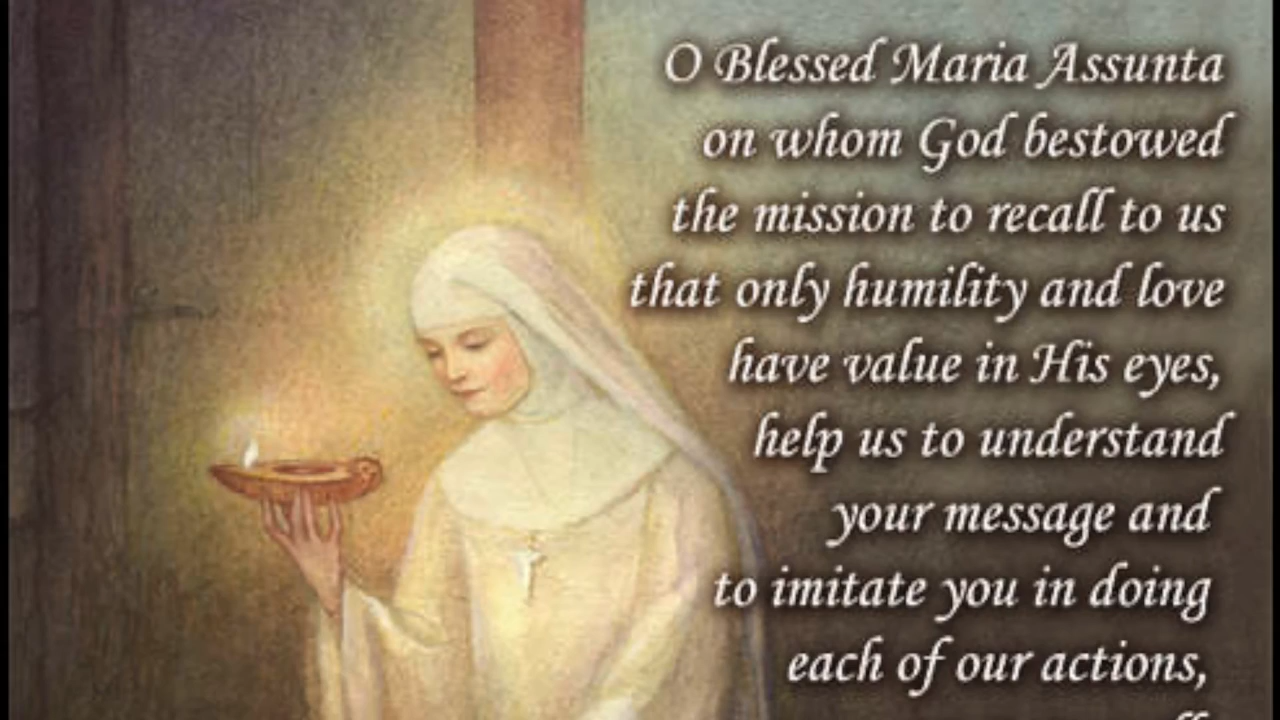 O Blessed Maria Assunta
on whom God bestowed
the mission to recall to us
that only humility and love
have value in His eyes,
help us to understand
your message and
to imitate you in doing
each of our actions,